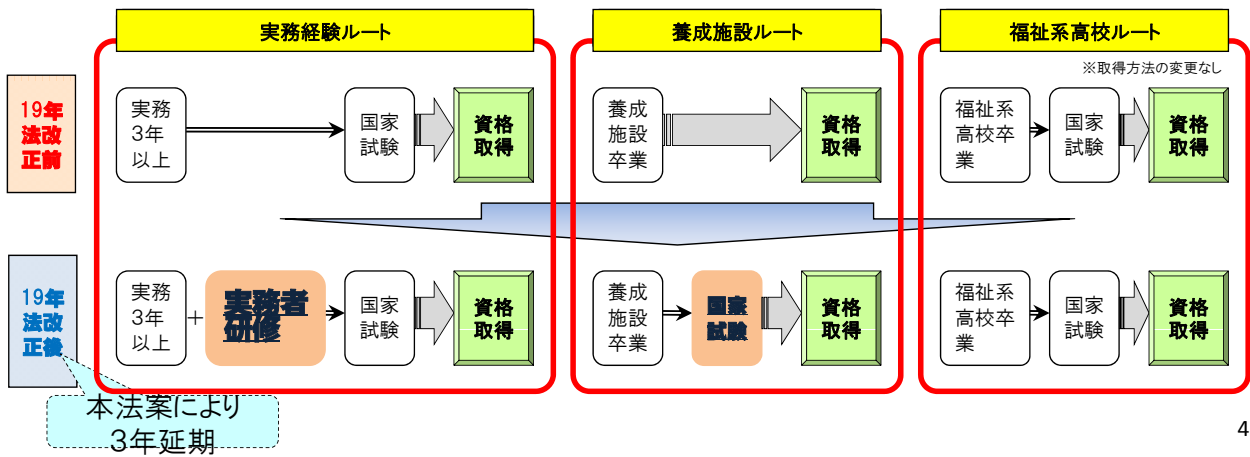 実務経験ルート
養成施設ルート
福祉系高校ルート
※取得方法の変更なし
19年
法改
正前
実務
3年
以上
国家
試験
資格
取得
養成
施設
卒業
資格
取得
福祉系
高校卒
業
国家
試験
資格
取得
19年
法改
正後
実務
3年
以上
+
実務者
研修
国家
試験
資格
取得
養成
施設
卒業
国家
試験
資格
取得
福祉系
高校卒
業
国家
試験
資格
取得
本法案により
3年延期
4